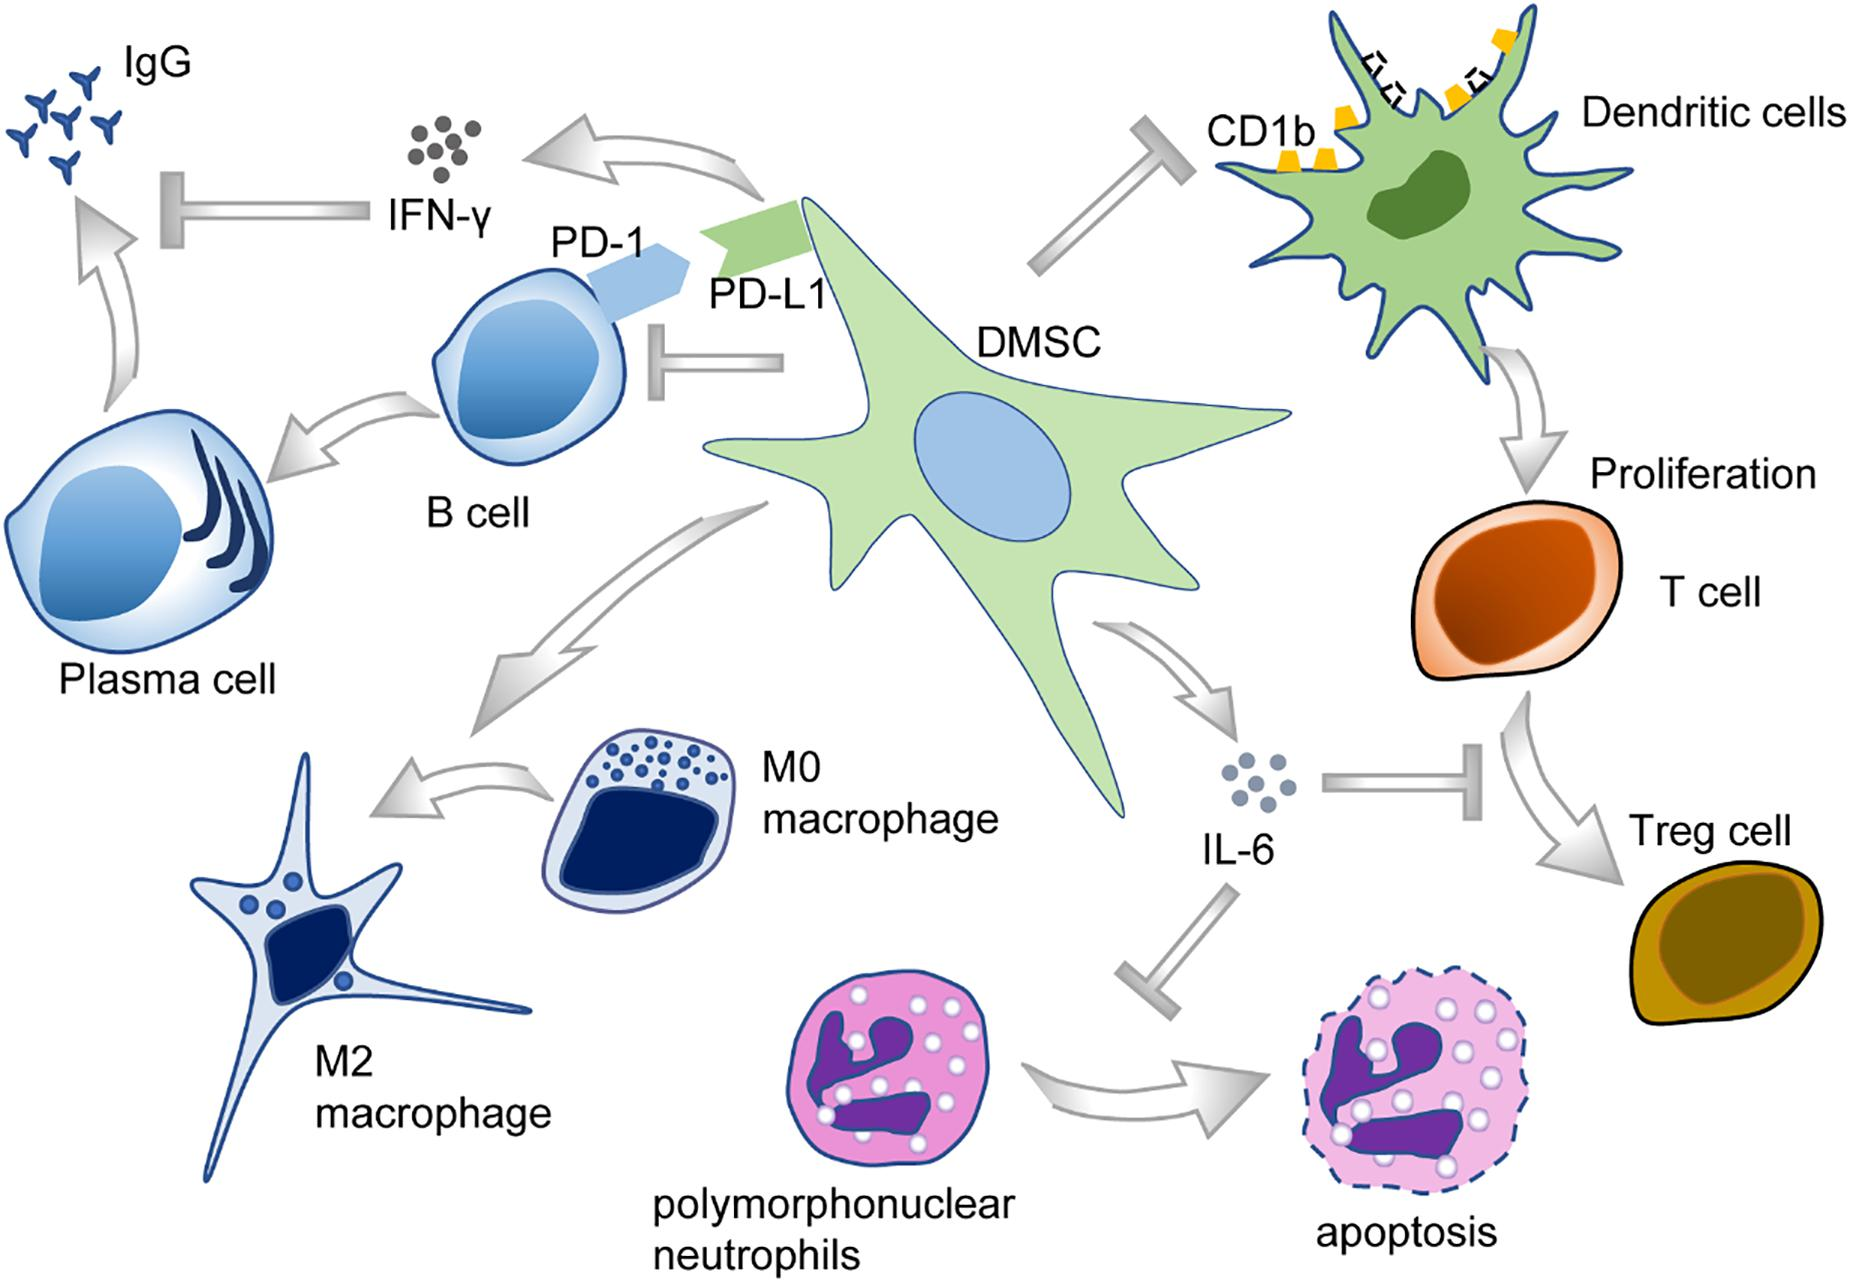 IgG
CD1b
Dendritic cells
IFN-γ
PD-1
PD-L1
DMSC
Proliferation
B cell
T cell
Plasma cell
M0
macrophage
Treg cell
IL-6
M2
macrophage
polymorphonuclear
neutrophils
apoptosis